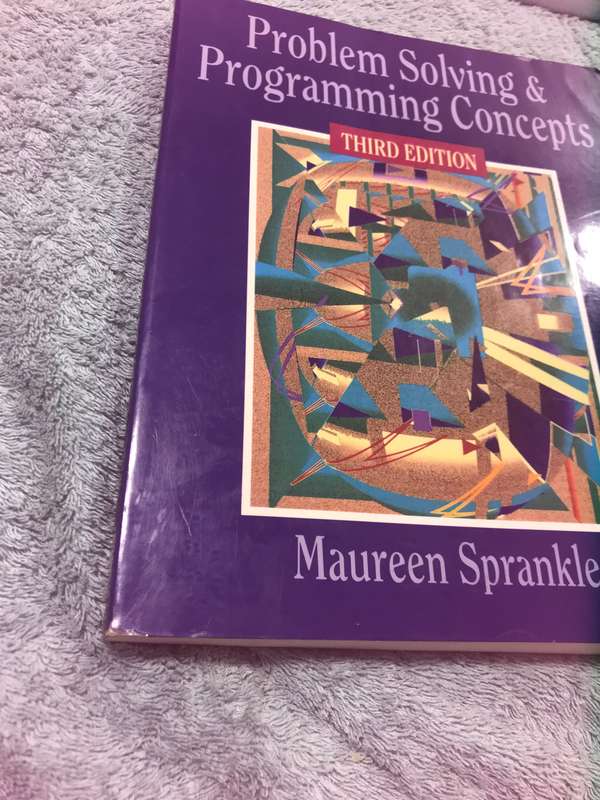 Problem Solving &
Programming Concepts
THIRD EDITION
Maureen Sprankle